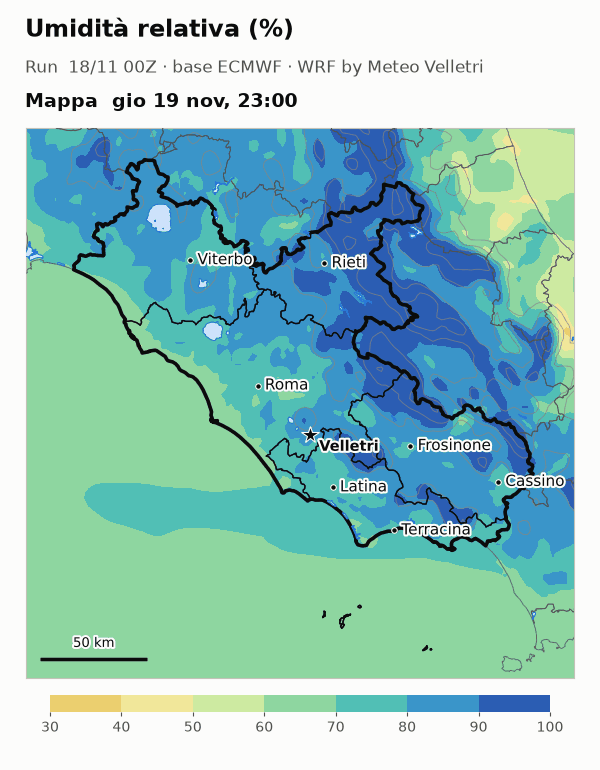 Umidità relativa (%)
Run  18/11 00Z · base ECMWF · WRF by Meteo Velletri
Mappa  gio 19 nov, 23:00
Viterbo
Rieti
Roma
Velletri
Frosinone
Latina
Cassino
Terracina
50 km
30 40 50 60 70 80 90 100